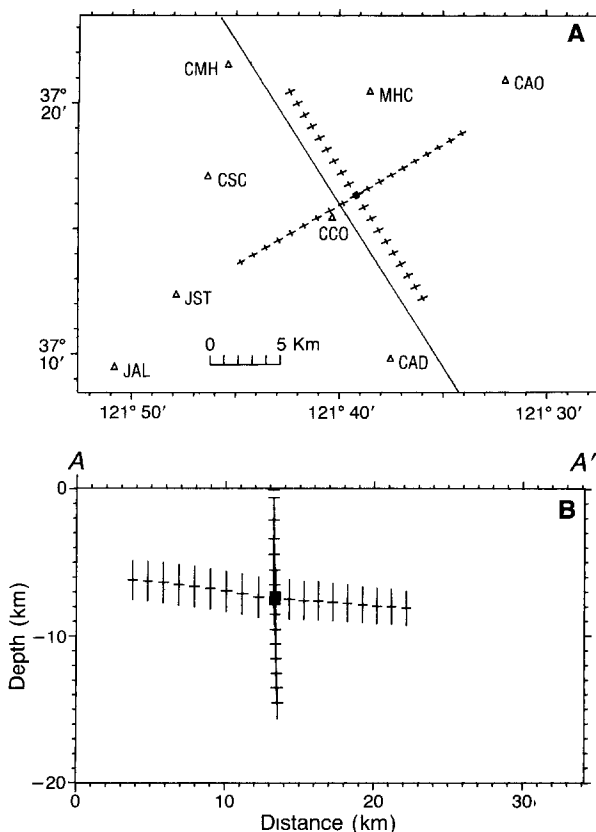 A
CMH
MHC
CAO
37°
20'
CSC
CCO
JST
0 5 Km
37°
10'
JAL
CAD
121° 50' 121° 40' 121° 30'
A A'
B
0
−10
−20
Depth (km)
0 10 20 30
Distance (km)